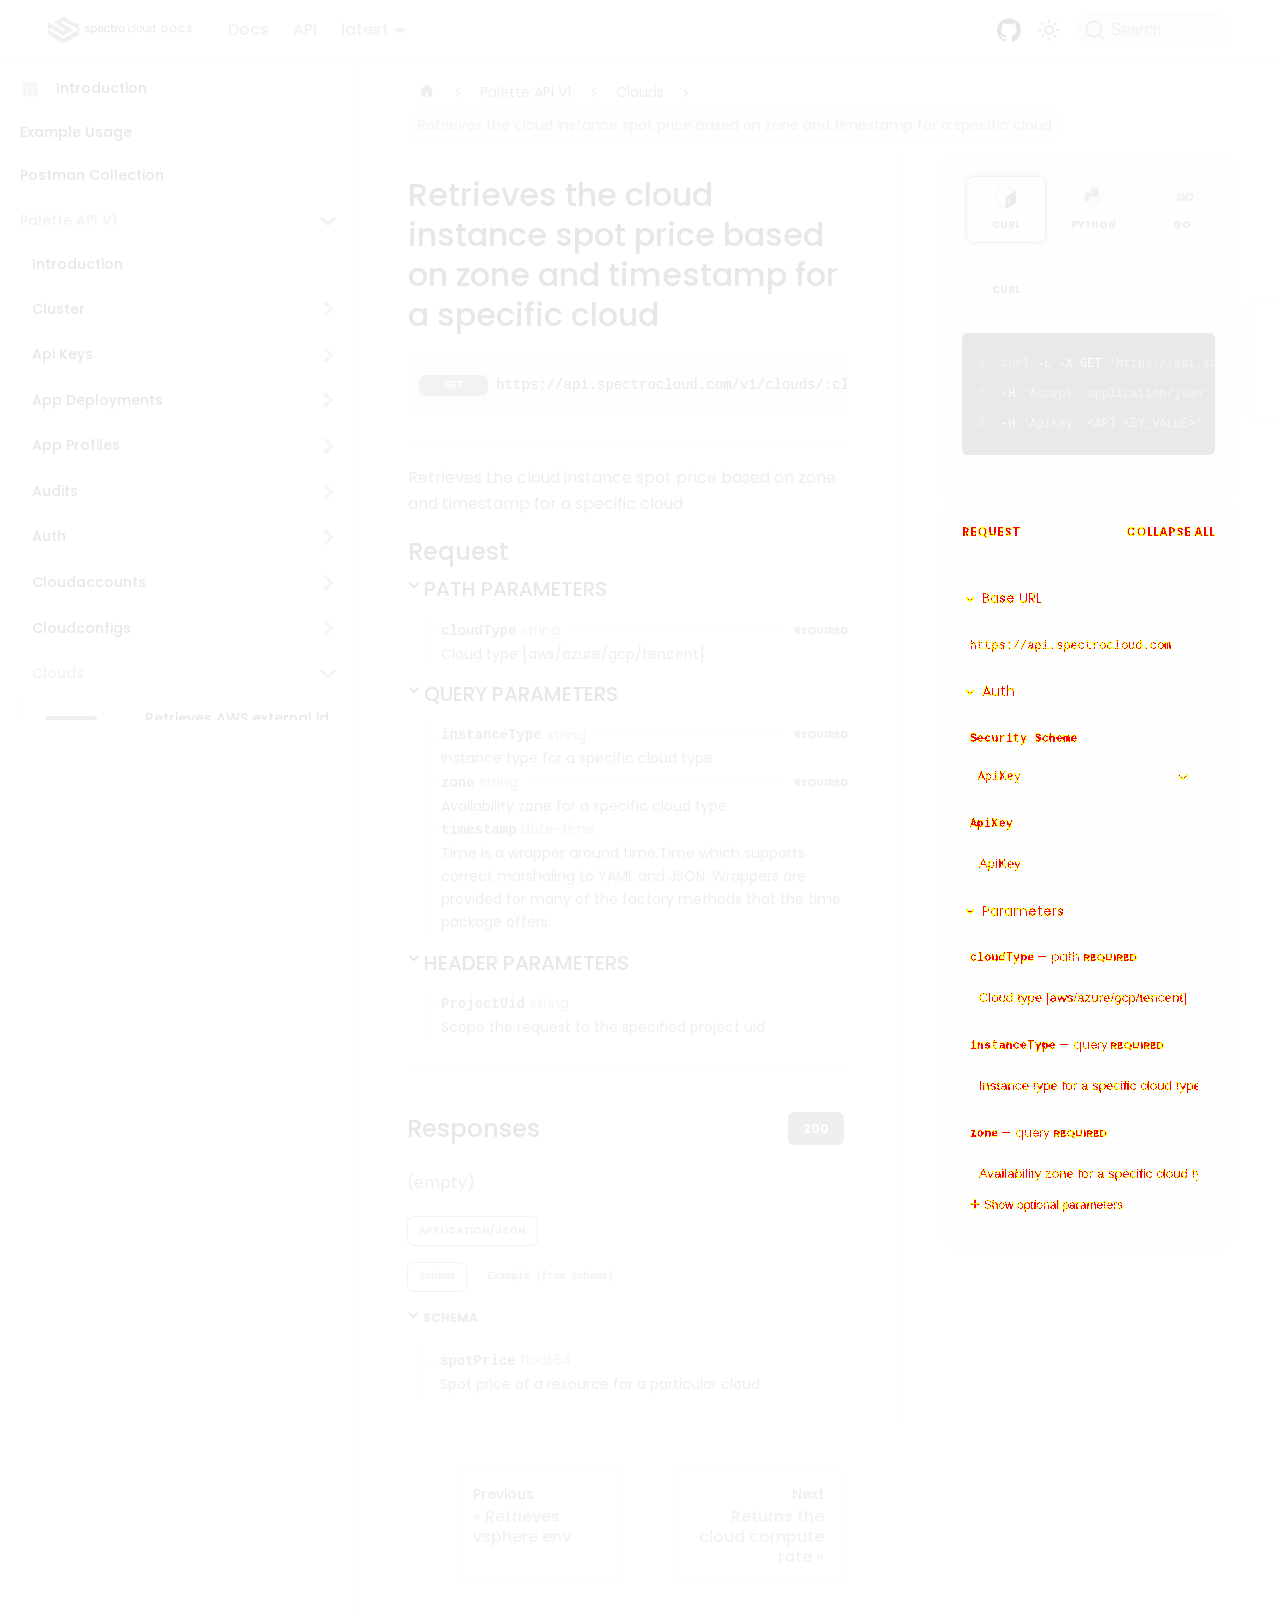 spectro cloud DOCS
Docs
API
latest
Search
Introduction
Example Usage
Postman Collection
Palette API V1
Introduction
Cluster
Api Keys
App Deployments
App Profiles
Audits
Auth
Cloudaccounts
Cloudconfigs
Clouds
Retrieves AWS external id
Palette API V1
Clouds
Retrieves the cloud instance spot price based on zone and timestamp for a specific cloud
Retrieves the cloud
instance spot price based
on zone and timestamp for
a specific cloud
GET https://api.spectrocloud.com/v1/clouds/:cl
Retrieves the cloud instance spot price based on zone
and timestamp for a specific cloud
Request
PATH PARAMETERS
cloudType string REQUIRED
Cloud type [aws/azure/gcp/tencent]
QUERY PARAMETERS
instanceType string REQUIRED
Instance type for a specific cloud type
zone string REQUIRED
Availability zone for a specific cloud type
timestamp date-time
Time is a wrapper around time.Time which supports
correct marshaling to YAML and JSON. Wrappers are
provided for many of the factory methods that the time
package offers.
HEADER PARAMETERS
ProjectUid string
Scope the request to the specified project uid
Responses
200
(empty)
APPLICATION/JSON
Schema
Example (from schema)
SCHEMA
spotPrice float64
Spot price of a resource for a particular cloud
Previous
« Retrieves
vsphere env
Next
Returns the
cloud compute
rate »
CURL
PYTHON
GO
CURL
1 curl -L -X GET 'https://api.sp
2 -H 'Accept: application/json'
3 -H 'ApiKey: <API_KEY_VALUE>'
REQUEST
COLLAPSE ALL
Base URL
https://api.spectrocloud.com
Auth
Security Scheme
ApiKey
ApiKey
ApiKey
Parameters
cloudType — path REQUIRED
Cloud type [aws/azure/gcp/tencent]
instanceType — query REQUIRED
Instance type for a specific cloud type
zone — query REQUIRED
Availability zone for a specific cloud ty
Show optional parameters